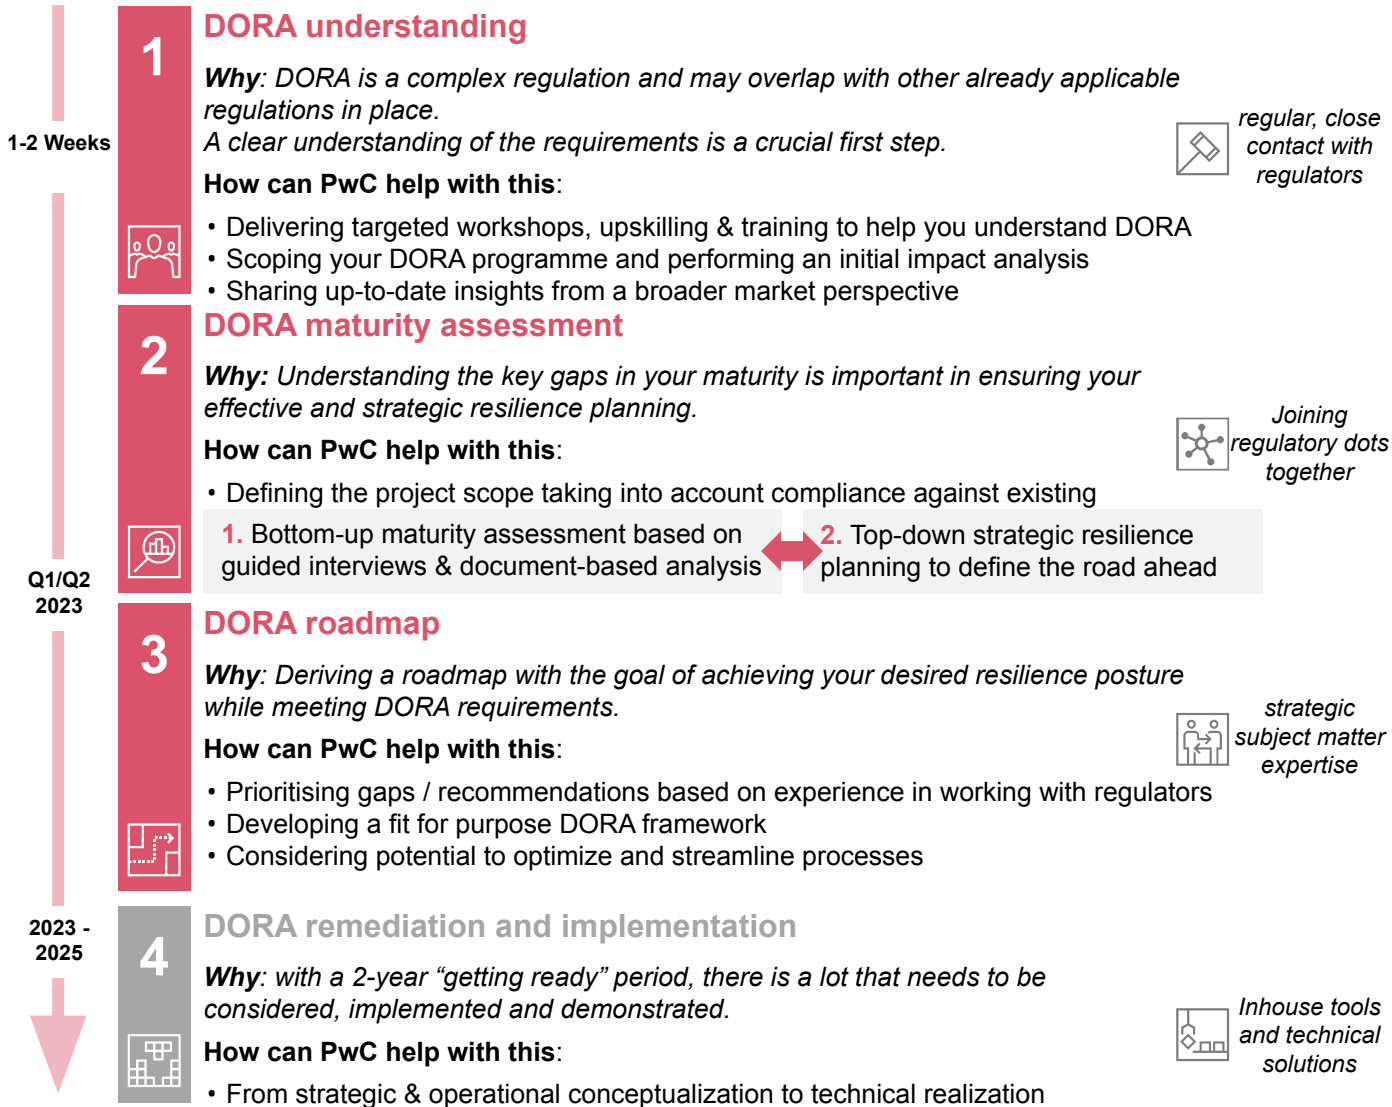 1-2 Weeks
Q1/Q2
2023
2023 -
2025
1
DORA understanding
Why: DORA is a complex regulation and may overlap with other already applicable
regulations in place.
A clear understanding of the requirements is a crucial first step.
How can PwC help with this:
• Delivering targeted workshops, upskilling & training to help you understand DORA
• Scoping your DORA programme and performing an initial impact analysis
• Sharing up-to-date insights from a broader market perspective
regular, close
contact with
regulators
2
DORA maturity assessment
Why: Understanding the key gaps in your maturity is important in ensuring your
effective and strategic resilience planning.
How can PwC help with this:
• Defining the project scope taking into account compliance against existing
1. Bottom-up maturity assessment based on
guided interviews & document-based analysis
2. Top-down strategic resilience
planning to define the road ahead
Joining
regulatory dots
together
3
DORA roadmap
Why: Deriving a roadmap with the goal of achieving your desired resilience posture
while meeting DORA requirements.
How can PwC help with this:
• Prioritising gaps / recommendations based on experience in working with regulators
• Developing a fit for purpose DORA framework
• Considering potential to optimize and streamline processes
strategic
subject matter
expertise
4
DORA remediation and implementation
Why: with a 2-year “getting ready” period, there is a lot that needs to be
considered, implemented and demonstrated.
How can PwC help with this:
• From strategic & operational conceptualization to technical realization
Inhouse tools
and technical
solutions